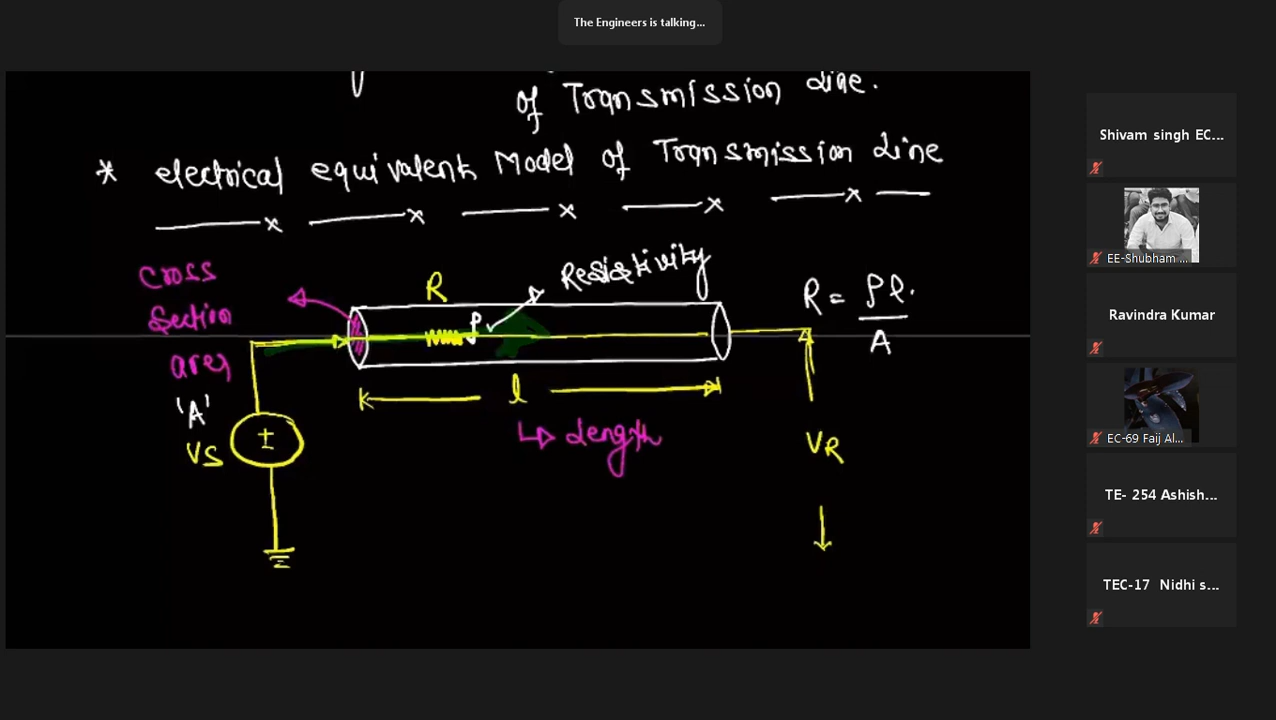 The Engineers is talking...
of Transmission Line.
* electrical equivalent Model of Transmission Line
Cross
Section
area
'A'
R
ρ
Resistivity
R = ρl.
A
l
↳ Length
VS
±
VR
Shivam singh EC...
EE-Shubham ...
Ravindra Kumar
EC-69 Faij Al...
TE- 254 Ashish...
TEC-17 Nidhi s...